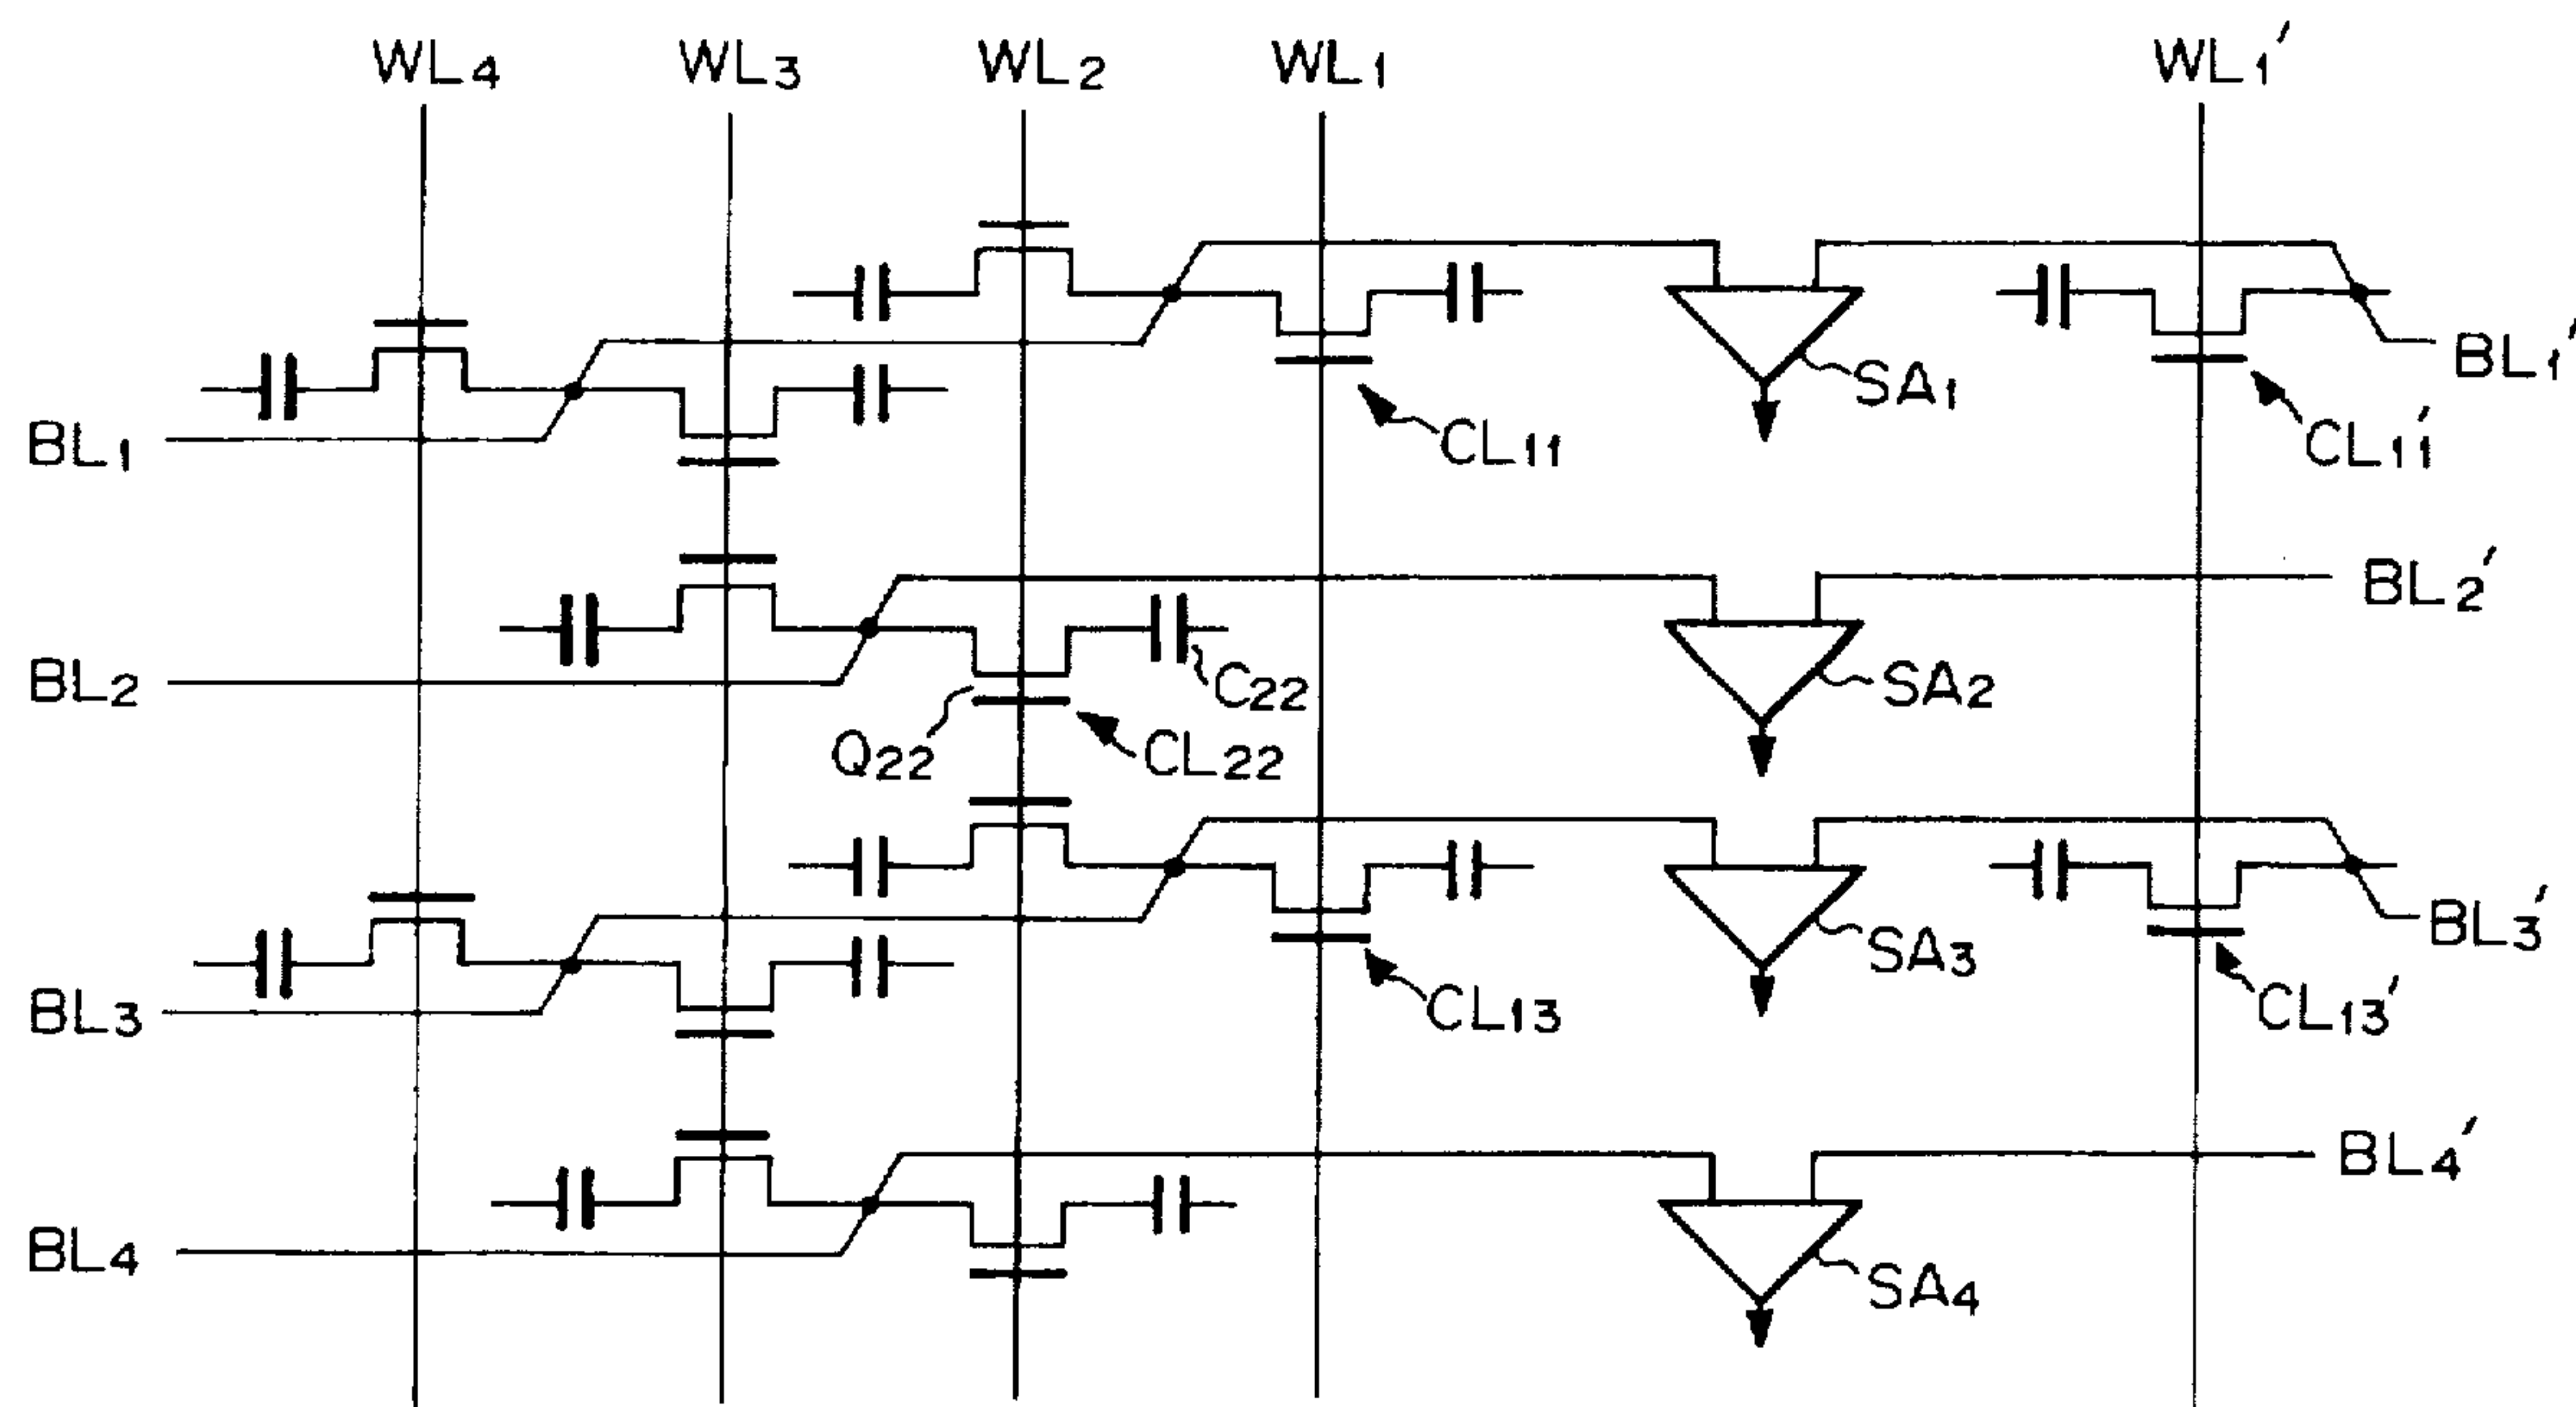 WL4 WL3 WL2 WL1 WL1'
BL1 CL11 SA1 CL11' BL1'
BL2 Q22 CL22 C22 SA2 BL2'
BL3 CL13 SA3 CL13' BL3'
BL4 SA4 BL4'